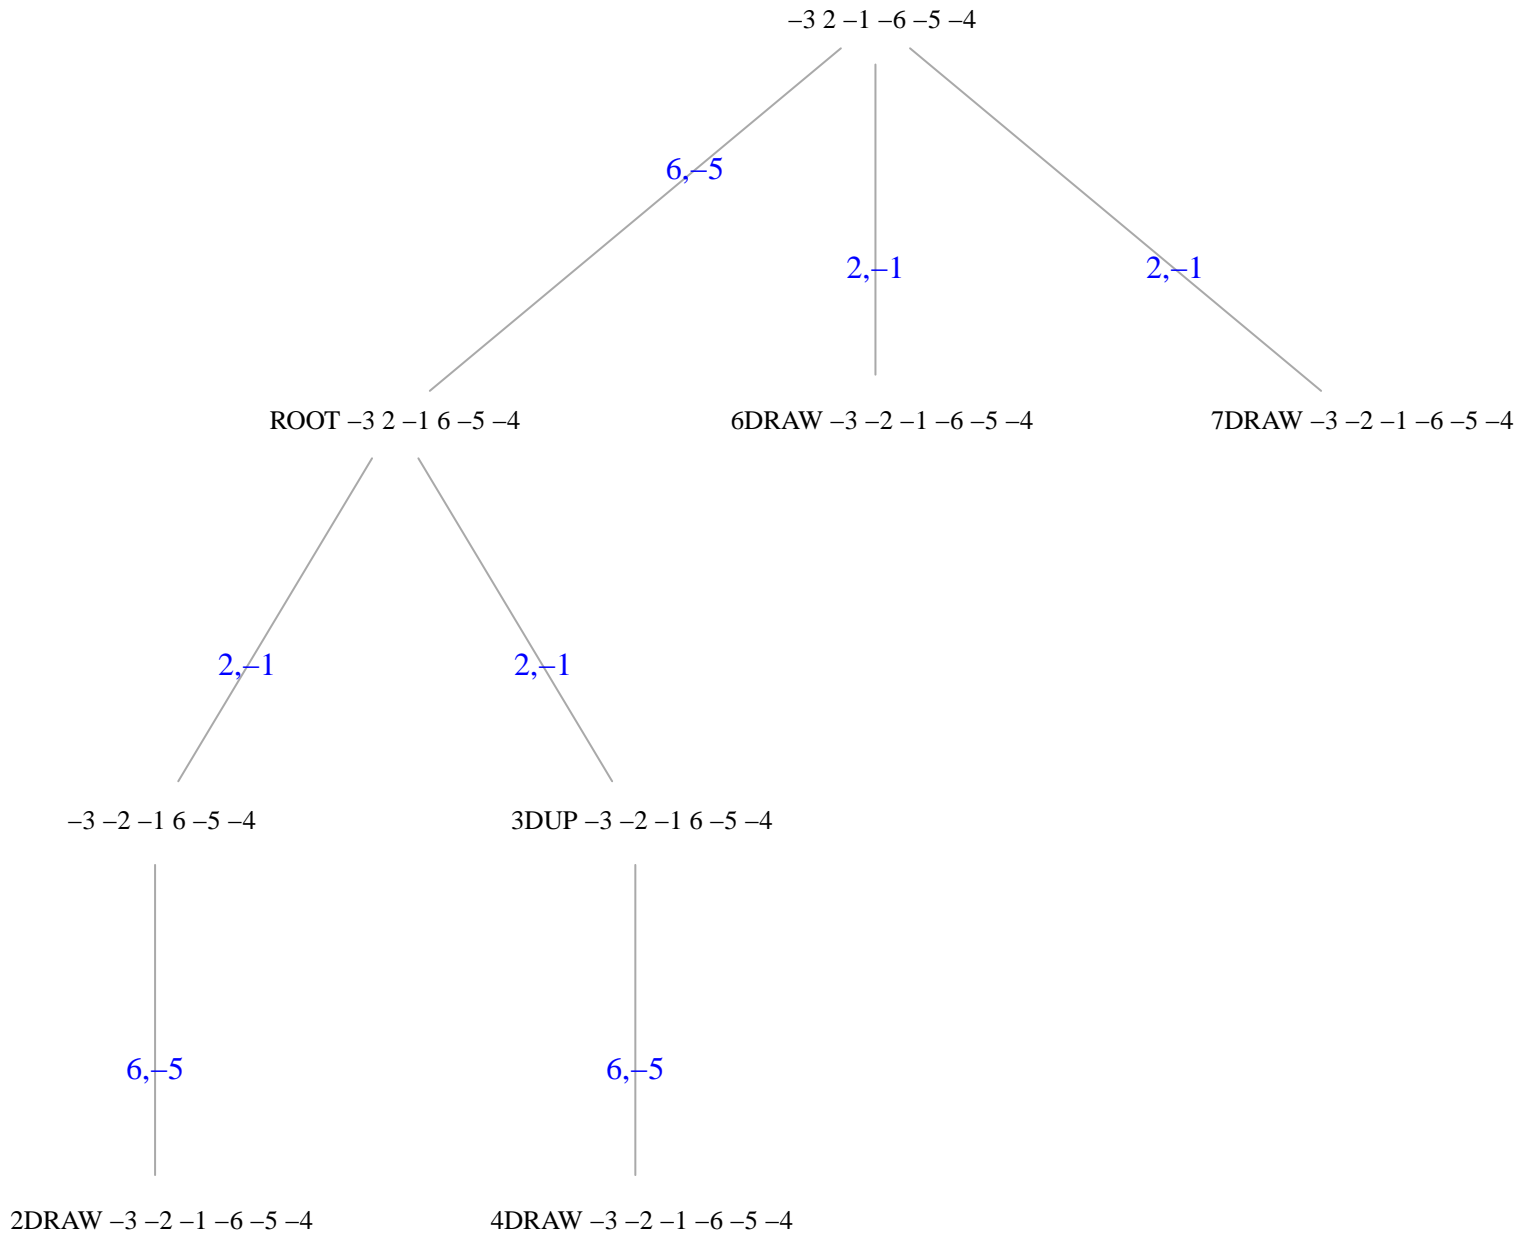 –3 2 –1 –6 –5 –4
6,–5
2,–1
2,–1
ROOT –3 2 –1 6 –5 –4
6DRAW –3 –2 –1 –6 –5 –4
7DRAW –3 –2 –1 –6 –5 –4
2,–1
2,–1
–3 –2 –1 6 –5 –4
3DUP –3 –2 –1 6 –5 –4
6,–5
6,–5
2DRAW –3 –2 –1 –6 –5 –4
4DRAW –3 –2 –1 –6 –5 –4